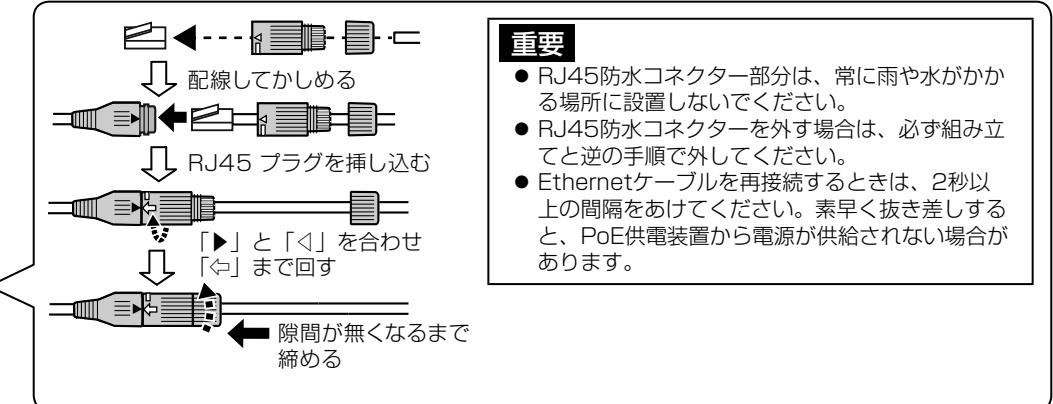 配線してかしめる
RJ45 プラグを挿し込む
「▶」と「◁」を合わせ
「⇦」まで回す
隙間が無くなるまで
締める
重要
● RJ45防水コネクター部分は、常に雨や水がかか
る場所に設置しないでください。
● RJ45防水コネクターを外す場合は、必ず組み立
てと逆の手順で外してください。
● Ethernetケーブルを再接続するときは、2秒以
上の間隔をあけてください。素早く抜き差しする
と、PoE供電装置から電源が供給されない場合が
あります。